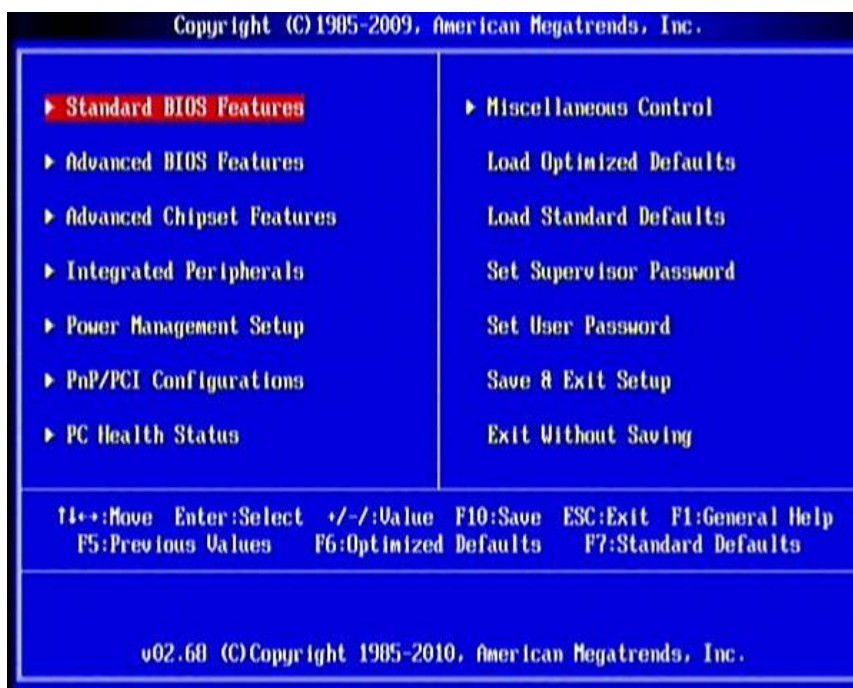 Copyright (C)1985-2009, American Megatrends, Inc.
Standard BIOS Features
Advanced BIOS Features
Advanced Chipset Features
Integrated Peripherals
Power Management Setup
PnP/PCI Configurations
PC Health Status
Miscellaneous Control
Load Optimized Defaults
Load Standard Defaults
Set Supervisor Password
Set User Password
Save & Exit Setup
Exit Without Saving
↑↓←→:Move Enter:Select +/-/:Value F10:Save ESC:Exit F1:General Help
F5:Previous Values F6:Optimized Defaults F7:Standard Defaults
v02.68 (C)Copyright 1985-2010, American Megatrends, Inc.